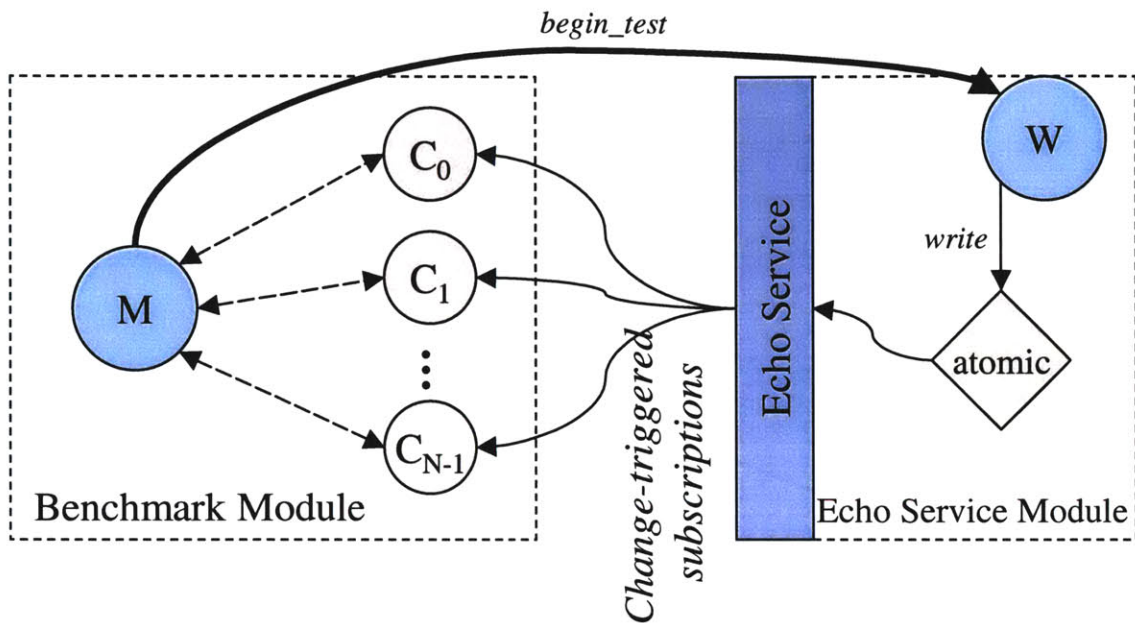 begin_test
C0
W
Echo Service
write
C1
M
atomic
Change-triggered
subscriptions
CN-1
Benchmark Module
Echo Service Module